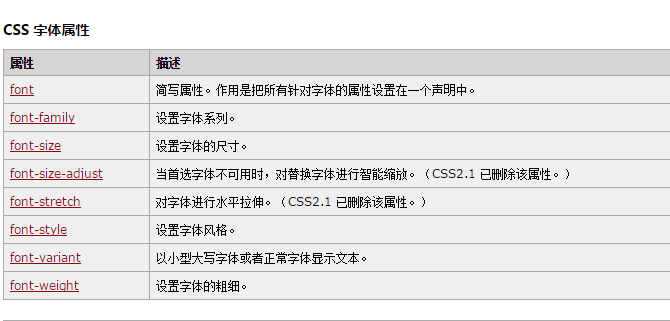 CSS 字体属性
属性 描述
font 简写属性。作用是把所有针对字体的属性设置在一个声明中。
font-family 设置字体系列。
font-size 设置字体的尺寸。
font-size-adjust 当首选字体不可用时，对替换字体进行智能缩放。（CSS2.1 已删除该属性。）
font-stretch 对字体进行水平拉伸。（CSS2.1 已删除该属性。）
font-style 设置字体风格。
font-variant 以小型大写字体或者正常字体显示文本。
font-weight 设置字体的粗细。